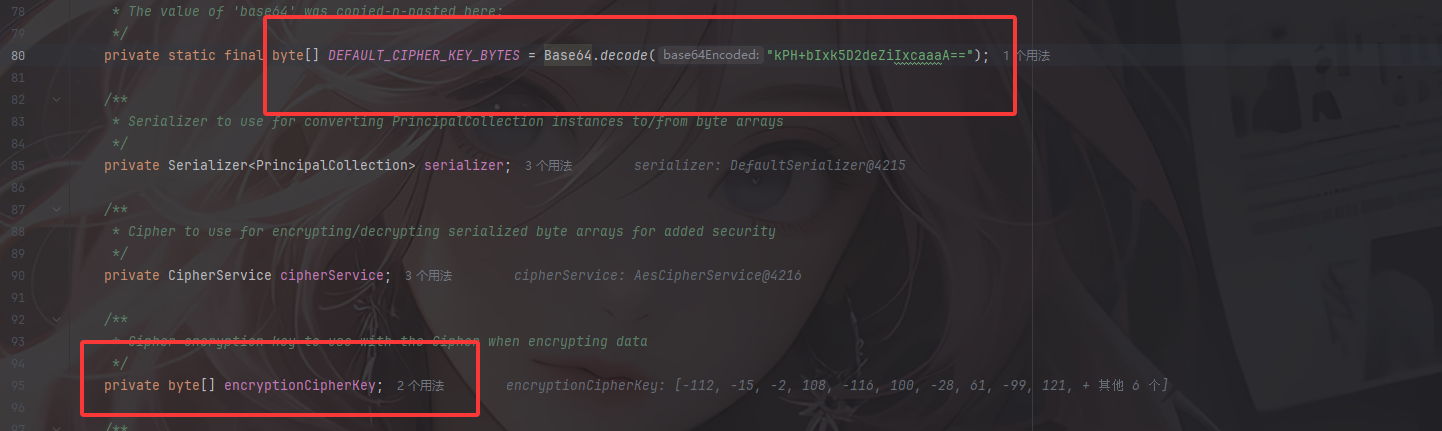 78 * The value of 'base64' was copied-n-pasted here:
79 */
80 private static final byte[] DEFAULT_CIPHER_KEY_BYTES = Base64.decode( base64Encoded: "kPH+bIxk5D2deZiIxcaaaA=="); 1 个用法
81
82 /**
83 * Serializer to use for converting PrincipalCollection instances to/from byte arrays
84 */
85 private Serializer<PrincipalCollection> serializer; 3 个用法 serializer: DefaultSerializer@4215
86
87 /**
88 * Cipher to use for encrypting/decrypting serialized byte arrays for added security
89 */
90 private CipherService cipherService; 3 个用法 cipherService: AesCipherService@4216
91
92 /**
93 * Cipher encryption key to use with the Cipher when encrypting data
94 */
95 private byte[] encryptionCipherKey; 2 个用法 encryptionCipherKey: [-112, -15, -2, 108, -116, 100, -28, 61, -99, 121, + 其他 6 个]
96
97 /**